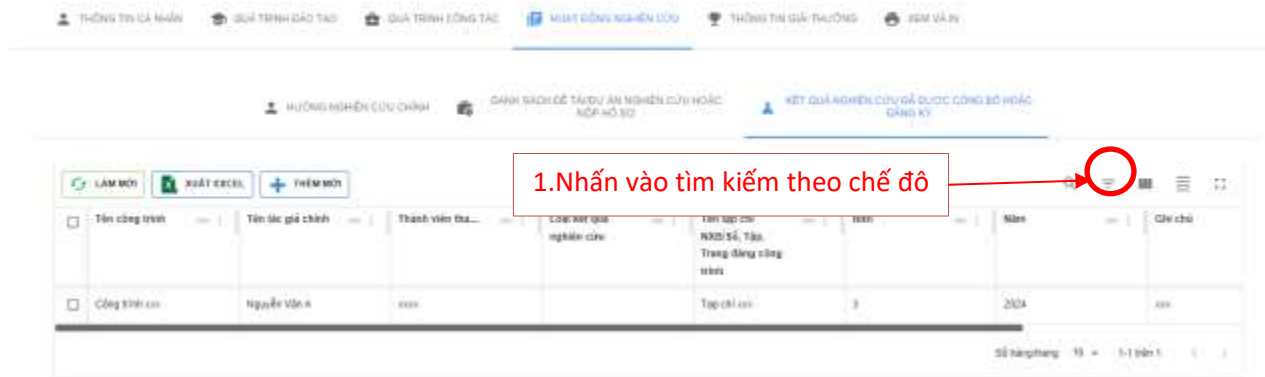 THÔNG TIN CÁ NHÂN QUÁ TRÌNH ĐÀO TẠO QUÁ TRÌNH CÔNG TÁC HOẠT ĐỘNG NGHIÊN CỨU THÔNG TIN GIẢI THƯỞNG XEM VÀ IN
HƯỚNG NGHIÊN CỨU CHÍNH
DANH SÁCH ĐỀ TÀI/DỰ ÁN NGHIÊN CỨU HOẶC
NỘP HỒ SƠ
KẾT QUẢ NGHIÊN CỨU ĐÃ ĐƯỢC CÔNG BỐ HOẶC
ĐĂNG KÝ
LÀM MỚI XUẤT EXCEL THÊM MỚI
1.Nhấn vào tìm kiếm theo chế đô
Tên công trình Tên tác giả chính Thành viên tha...
Loại kết quả
nghiên cứu
Tên tạp chí
NXB/Số, Tập,
Trang đăng công
trình
Năm Ghi chú
Công trình xxx Nguyễn Văn A xxxx Tạp chí xxx 3 2024 xxx
Số hàng/trang 10 1-1 trên 1